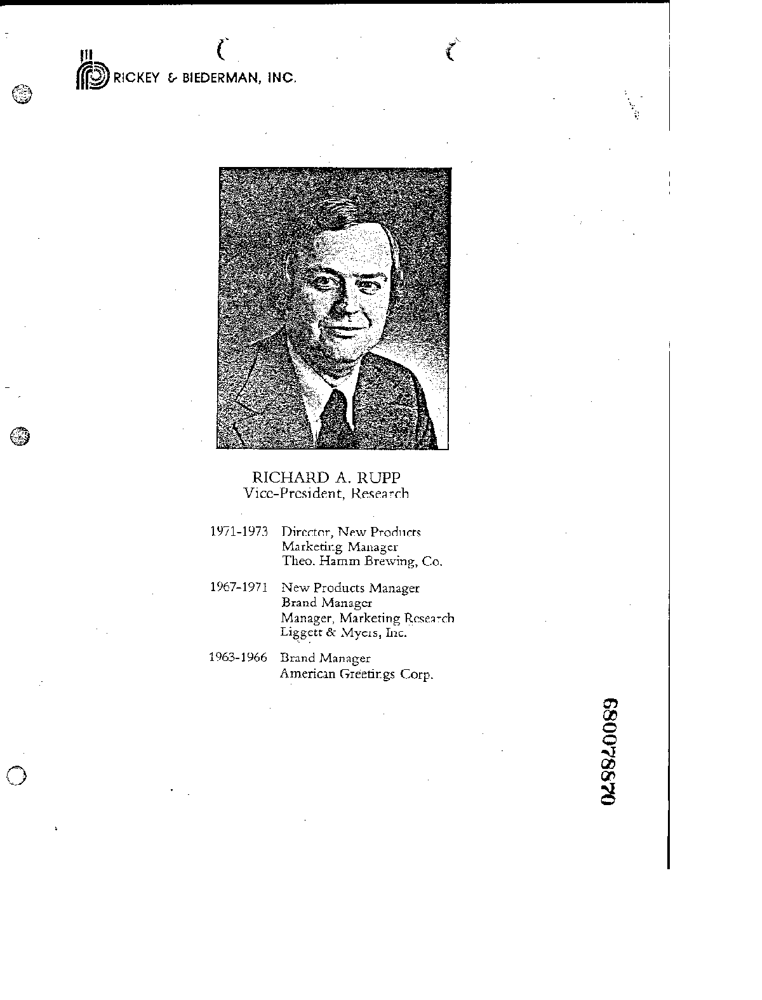 RICKEY & BIEDERMAN, INC.
RICHARD A. RUPP
Vice-President, Research
1971-1973 Director, New Products
Marketing Manager
Theo. Hamm Brewing, Co.
1967-1971 New Products Manager
Brand Manager
Manager, Marketing Research
Liggett & Myers, Inc.
1963-1966 Brand Manager
American Greetings Corp.
680078870